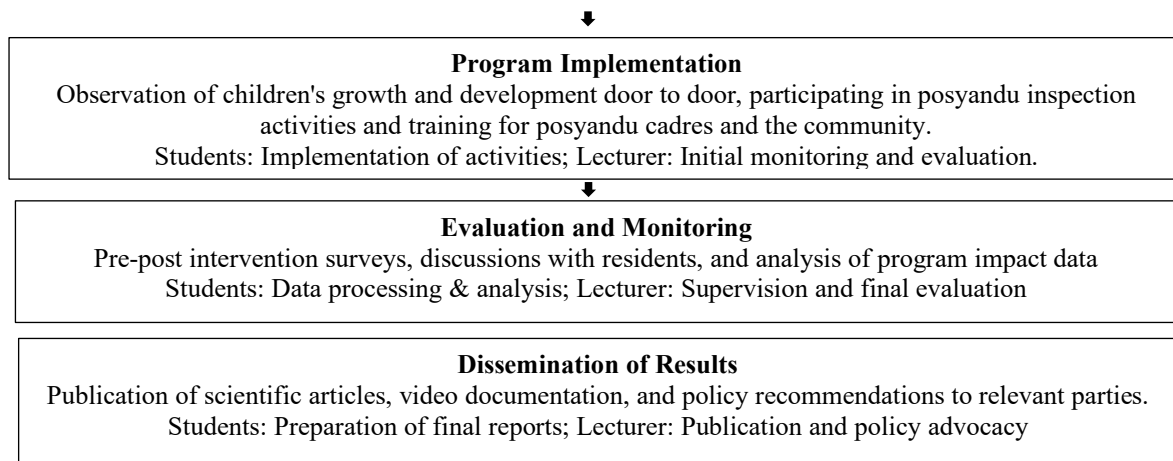 Program Implementation
Observation of children's growth and development door to door, participating in posyandu inspection
activities and training for posyandu cadres and the community.
Students: Implementation of activities; Lecturer: Initial monitoring and evaluation.
Evaluation and Monitoring
Pre-post intervention surveys, discussions with residents, and analysis of program impact data
Students: Data processing & analysis; Lecturer: Supervision and final evaluation
Dissemination of Results
Publication of scientific articles, video documentation, and policy recommendations to relevant parties.
Students: Preparation of final reports; Lecturer: Publication and policy advocacy